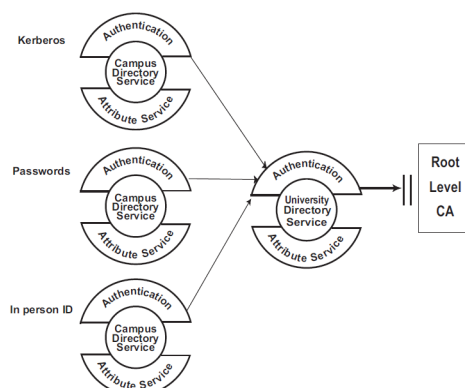 Kerberos
Authentication
Campus
Directory
Service
Attribute Service
Passwords
Authentication
Campus
Directory
Service
Attribute Service
In person ID
Authentication
Campus
Directory
Service
Attribute Service
Authentication
University
Directory
Service
Attribute Service
Root
Level
CA